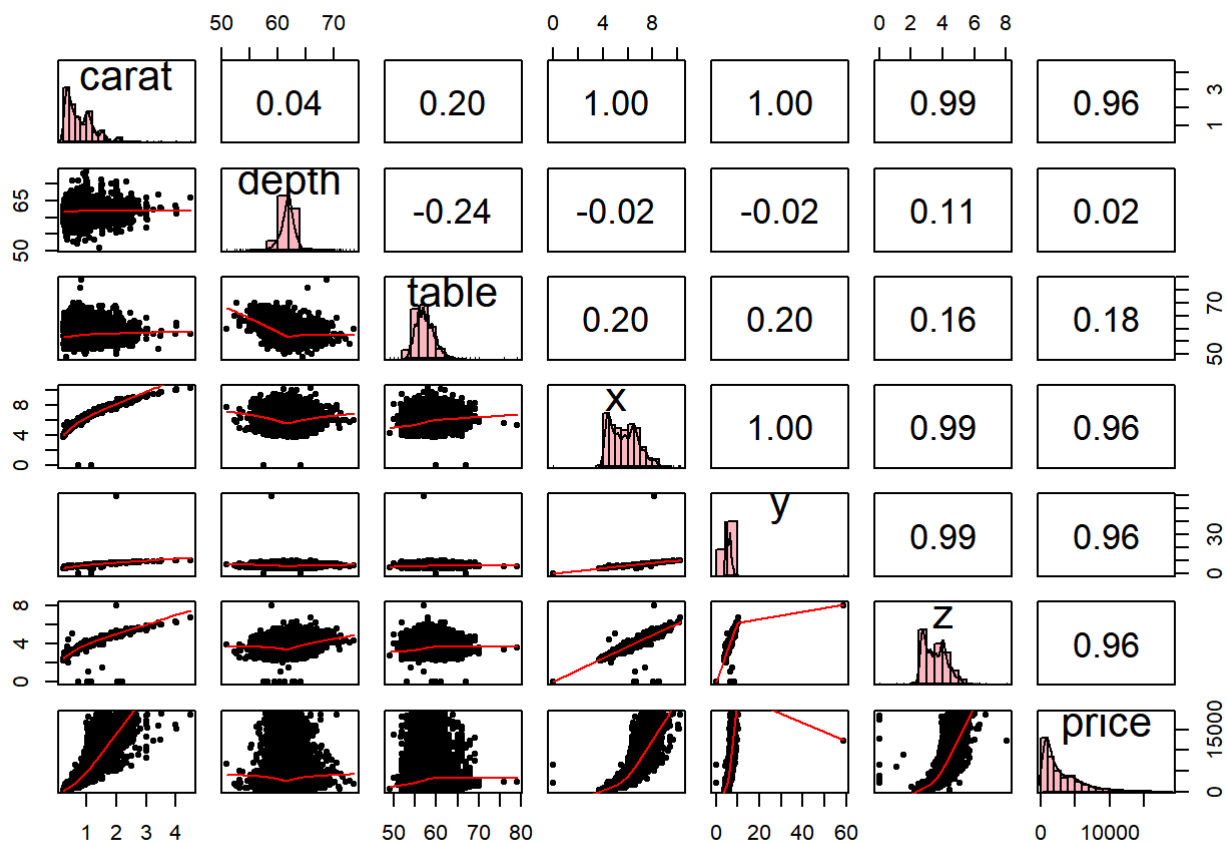 50 60 70 0 4 8 0 2 4 6 8
carat 0.04 0.20 1.00 1.00 0.99 0.96 1 3
50 65 depth -0.24 -0.02 -0.02 0.11 0.02
table 0.20 0.20 0.16 0.18 50 70
0 4 8 x 1.00 0.99 0.96
y 0.99 0.96 0 30
0 4 8 z 0.96
price 0 15000
1 2 3 4 50 60 70 80 0 20 40 60 0 10000